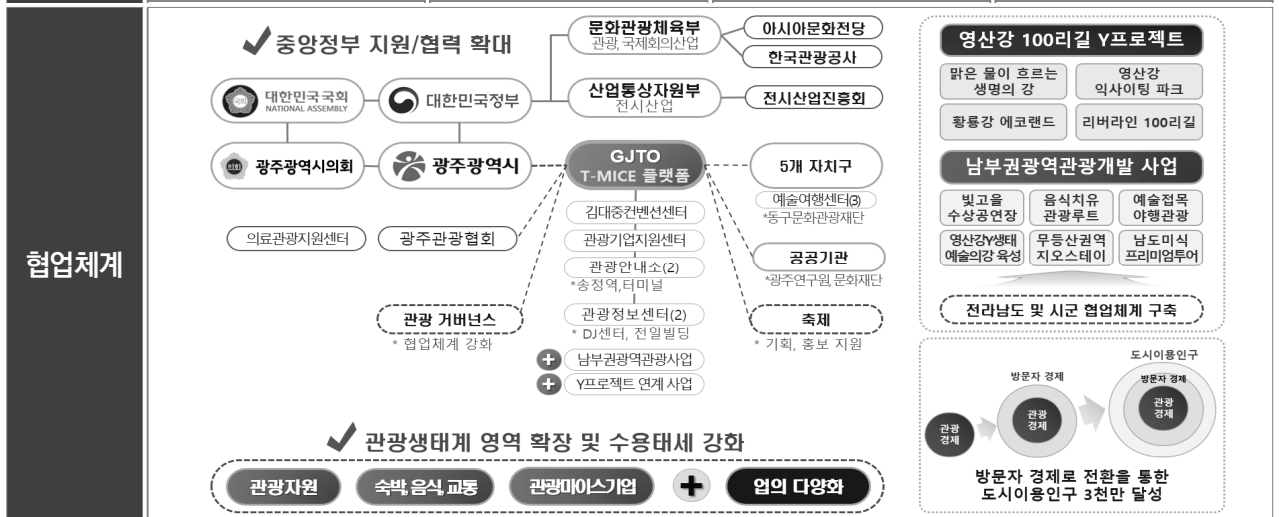 협업체계
중앙정부 지원/협력 확대
대한민국국회
NATIONAL ASSEMBLY
대한민국정부
문화관광체육부
관광, 국제회의산업
아시아문화전당
한국관광공사
산업통상자원부
전시산업
전시산업진흥회
의회
광주광역시의회
광주광역시
GJTO
T-MICE 플랫폼
5개 자치구
예술여행센터(3)
*동구문화관광재단
의료관광지원센터
광주관광협회
김대중컨벤션센터
관광기업지원센터
관광안내소(2)
*송정역,터미널
관광정보센터(2)
* DJ센터, 전일빌딩
남부권광역관광사업
Y프로젝트 연계 사업
공공기관
*광주연구원, 문화재단
관광 거버넌스
* 협업체계 강화
축제
* 기획, 홍보 지원
관광생태계 영역 확장 및 수용태세 강화
관광자원
숙박, 음식, 교통
관광마이스기업
업의 다양화
영산강 100리길 Y프로젝트
맑은 물이 흐르는
생명의 강
영산강
익사이팅 파크
황룡강 에코랜드
리버라인 100리길
남부권광역관광개발 사업
빛고을
수상공연장
음식치유
관광루트
예술접목
야행관광
영산강Y생태
예술의강 육성
무등산권역
지오스테이
남도미식
프리미엄투어
전라남도 및 시군 협업체계 구축
관광
경제
방문자 경제
관광
경제
도시이용인구
방문자 경제
관광
경제
방문자 경제로 전환을 통한
도시이용인구 3천만 달성